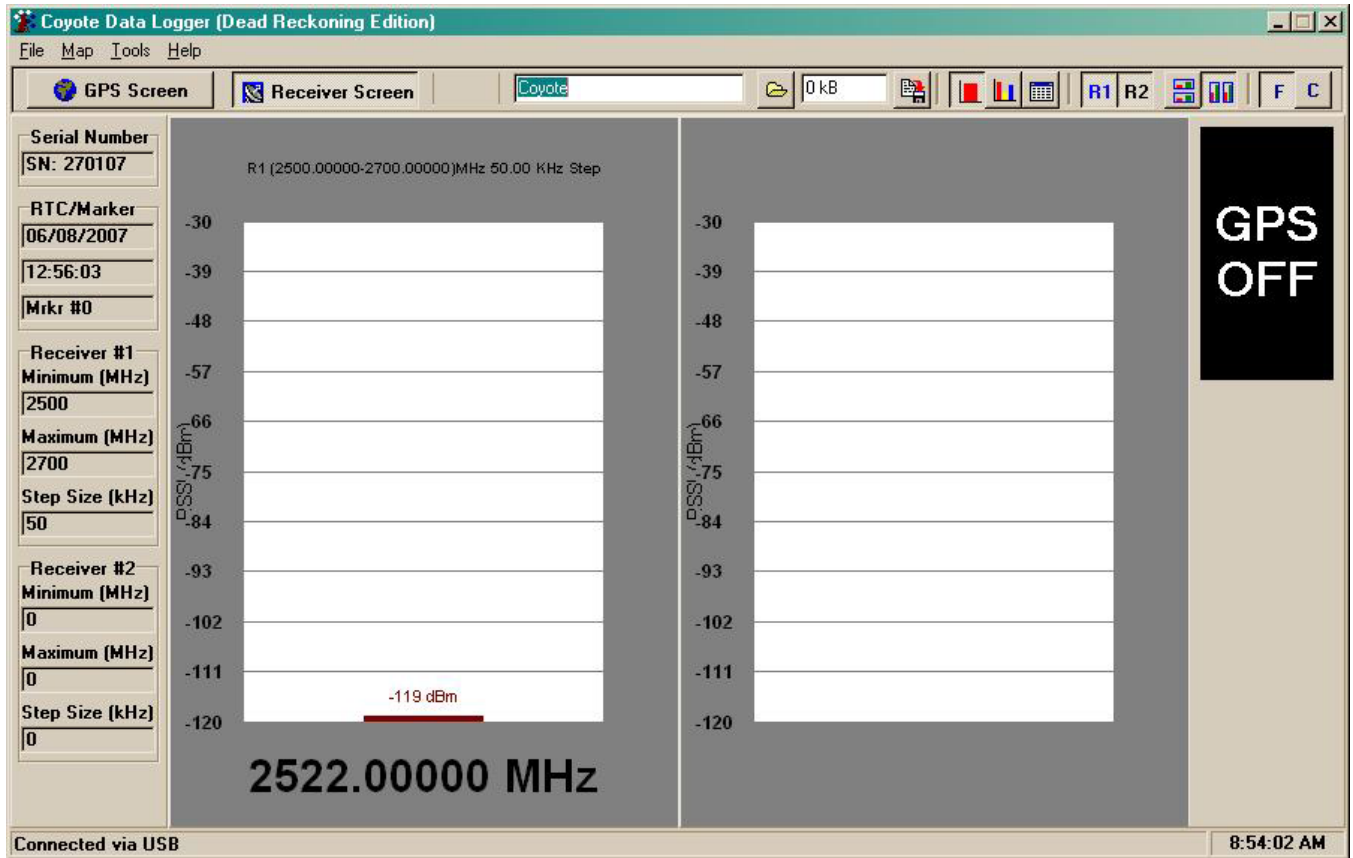 Coyote Data Logger (Dead Reckoning Edition)
File Map Tools Help
GPS Screen Receiver Screen Coyote 0 kB R1 R2 F C
Serial Number
SN: 270107
RTC/Marker
06/08/2007
12:56:03
Mrkr #0
Receiver #1
Minimum (MHz)
2500
Maximum (MHz)
2700
Step Size (kHz)
50
Receiver #2
Minimum (MHz)
0
Maximum (MHz)
0
Step Size (kHz)
0
R1 (2500.00000-2700.00000)MHz 50.00 KHz Step
-30
-39
-48
-57
-66
-75
-84
-93
-102
-111
-120
RSSI (dBm)
-119 dBm
2522.00000 MHz
-30
-39
-48
-57
-66
-75
-84
-93
-102
-111
-120
RSSI (dBm)
GPS
OFF
Connected via USB
8:54:02 AM